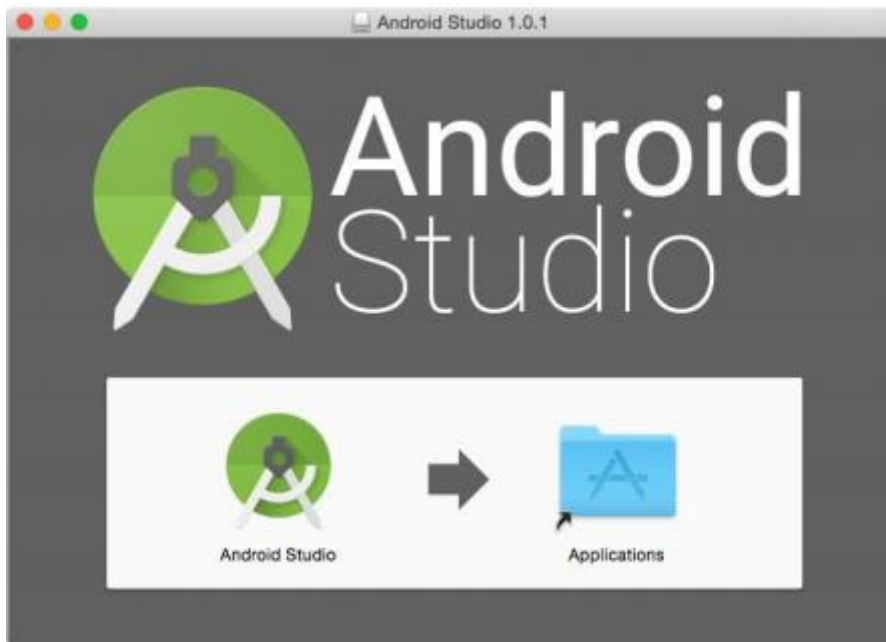 Android Studio 1.0.1
Android
Studio
Android Studio
Applications